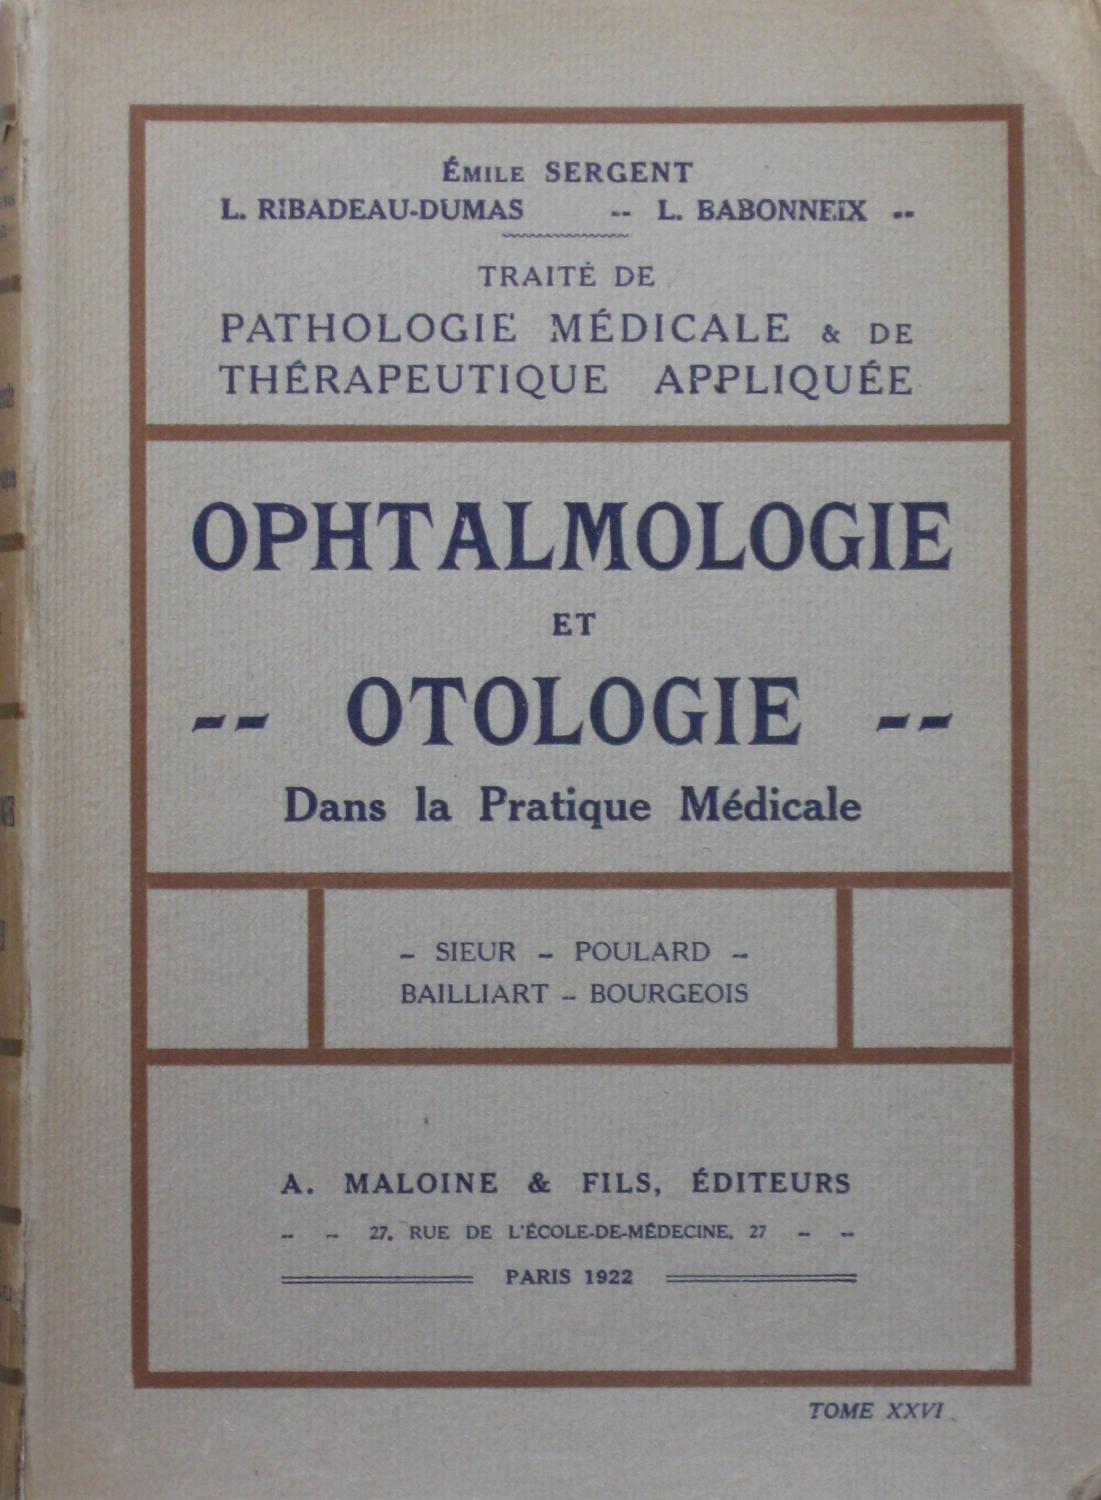 ÉMILE SERGENT
L. RIBADEAU-DUMAS -- L. BABONNEIX --
TRAITÉ DE
PATHOLOGIE MÉDICALE & DE
THÉRAPEUTIQUE APPLIQUÉE
OPHTALMOLOGIE
ET
-- OTOLOGIE --
Dans la Pratique Médicale
- SIEUR - POULARD --
BAILLIART - BOURGEOIS
A. MALOINE & FILS, ÉDITEURS
- - 27, RUE DE L'ÉCOLE-DE-MÉDECINE, 27 - -
PARIS 1922
TOME XXVI